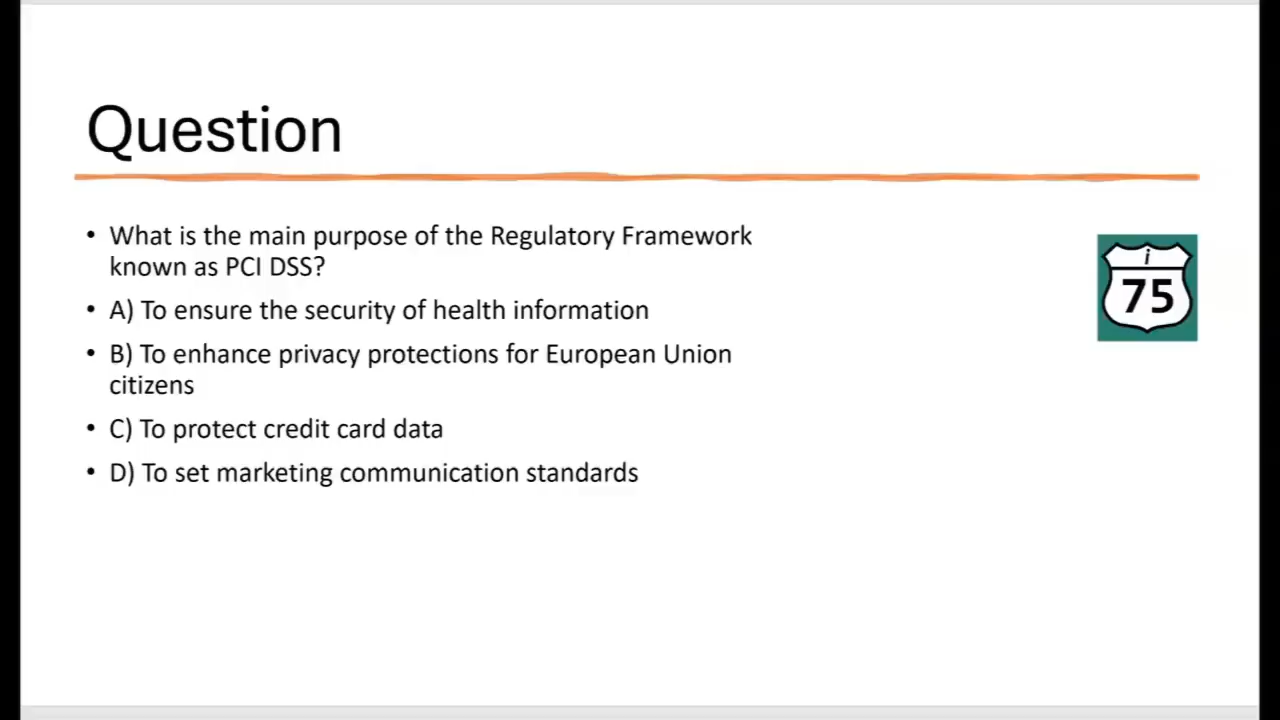 Question
• What is the main purpose of the Regulatory Framework
known as PCI DSS?
• A) To ensure the security of health information
• B) To enhance privacy protections for European Union
citizens
• C) To protect credit card data
• D) To set marketing communication standards
i
75